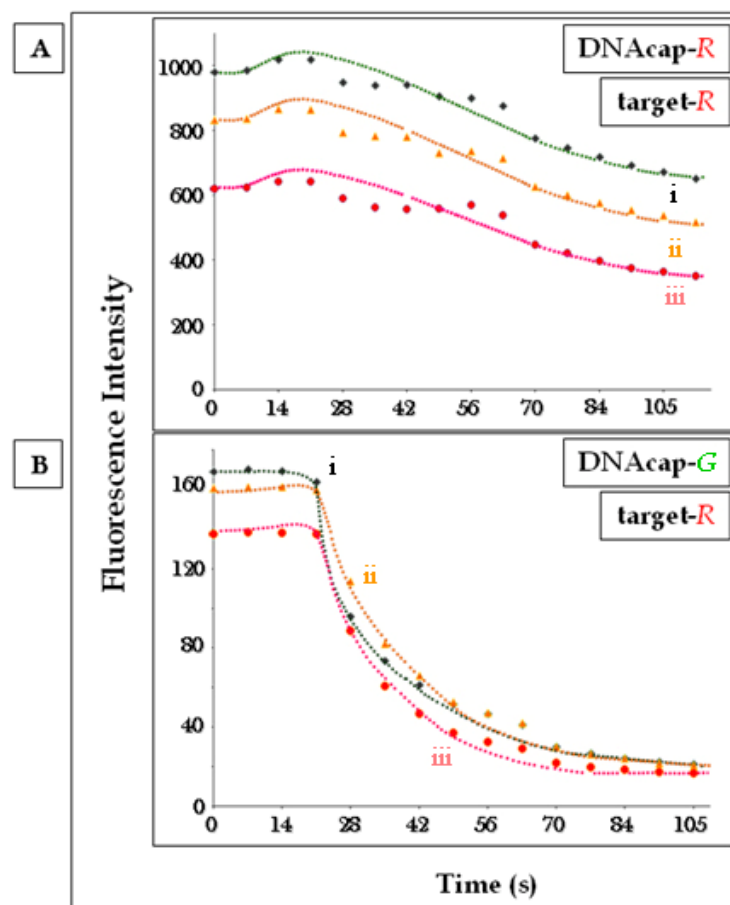 A
DNAcap-R
target-R
1000
800
600
400
200
0
i
ii
iii
0 14 28 42 56 70 84 105
Fluorescence Intensity
B
DNAcap-G
target-R
160
120
80
40
0
i
ii
iii
0 14 28 42 56 70 84 105
Time (s)